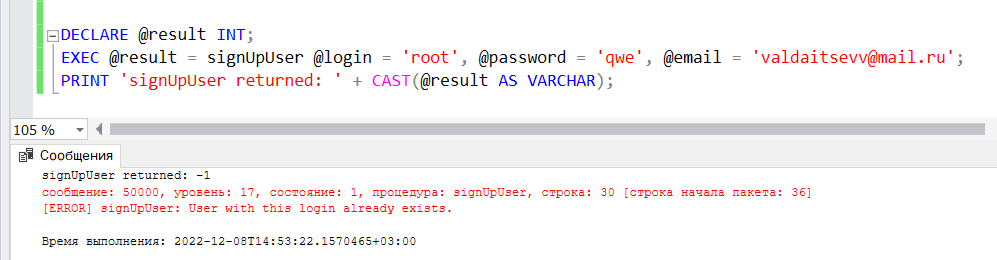 DECLARE @result INT;
EXEC @result = signUpUser @login = 'root', @password = 'qwe', @email = 'valdaitsevv@mail.ru';
PRINT 'signUpUser returned: ' + CAST(@result AS VARCHAR);
105 %
Сообщения
signUpUser returned: -1
сообщение: 50000, уровень: 17, состояние: 1, процедура: signUpUser, строка: 30 [строка начала пакета: 36]
[ERROR] signUpUser: User with this login already exists.
Время выполнения: 2022-12-08T14:53:22.1570465+03:00